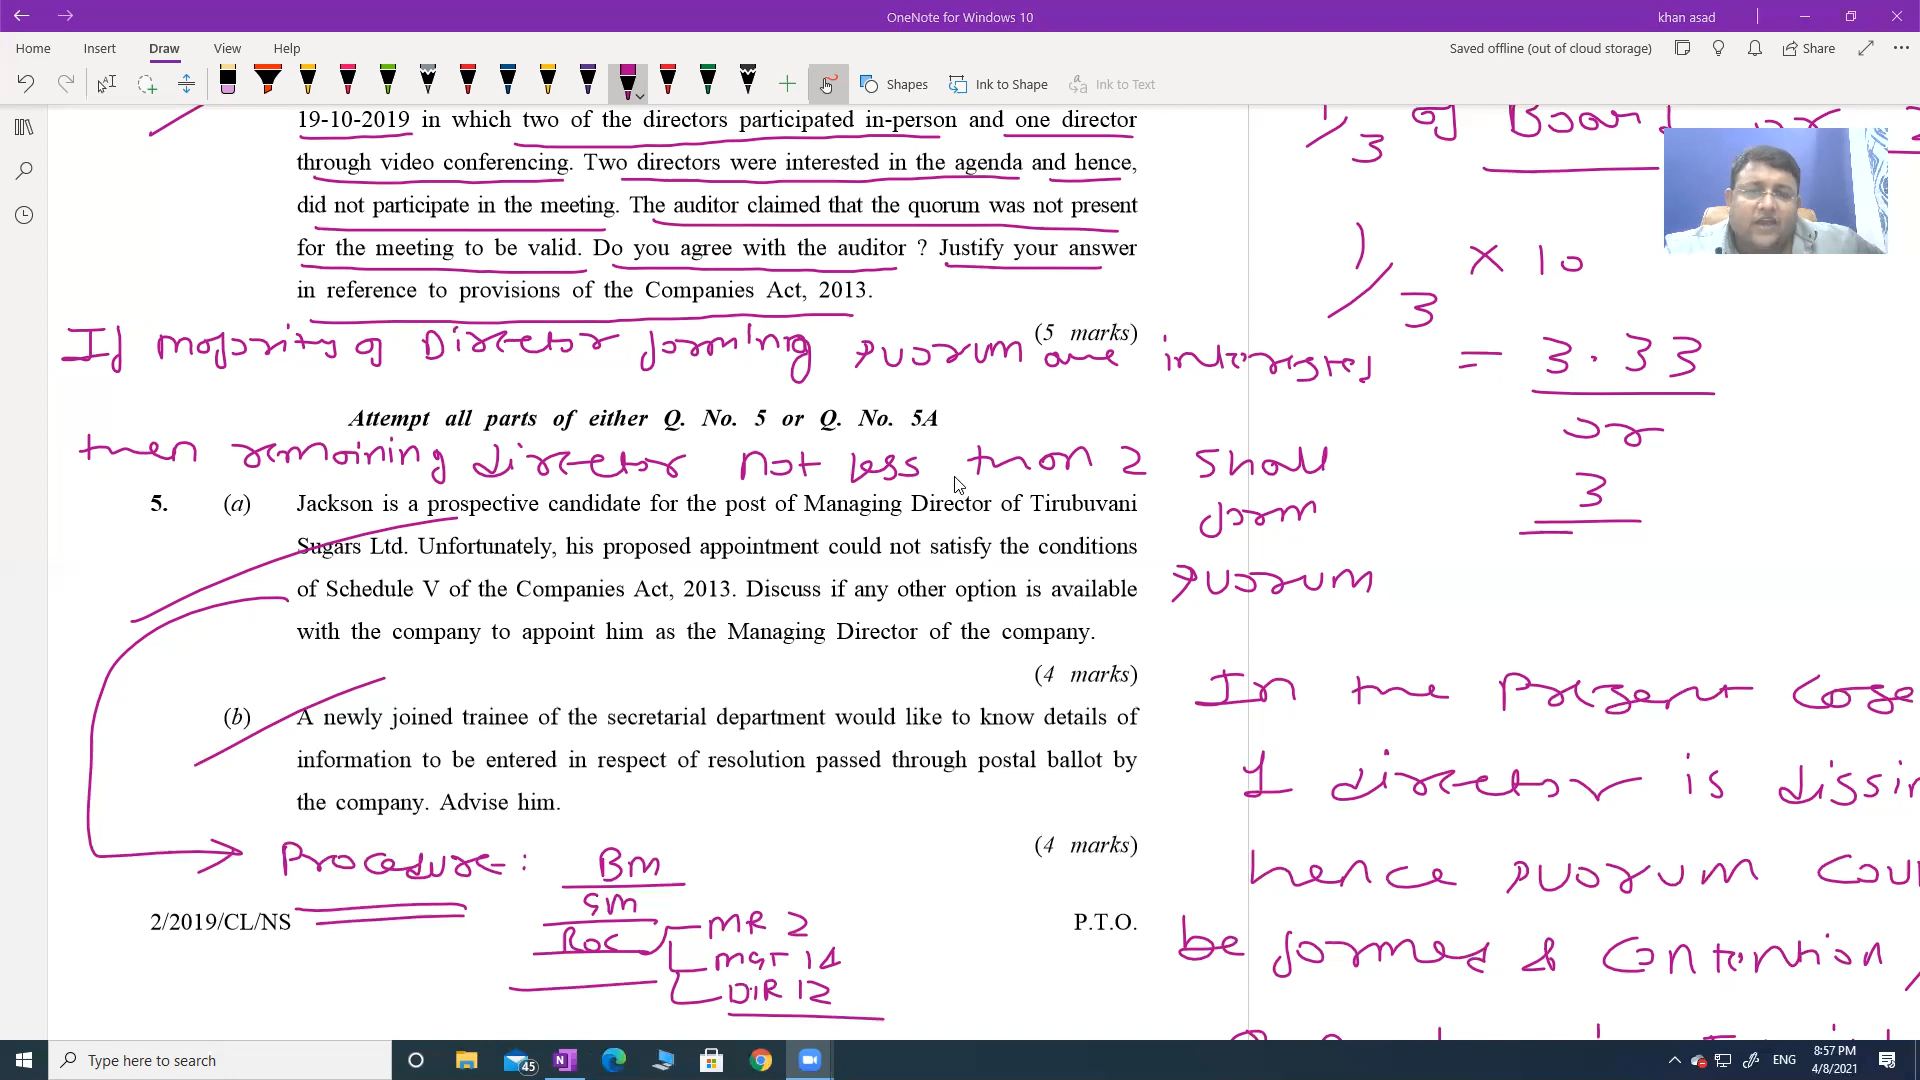 OneNote for Windows 10
khan asad
Home Insert Draw View Help
Saved offline (out of cloud storage)
Share
Shapes
Ink to Shape
Ink to Text
19-10-2019 in which two of the directors participated in-person and one director
through video conferencing. Two directors were interested in the agenda and hence,
did not participate in the meeting. The auditor claimed that the quorum was not present
for the meeting to be valid. Do you agree with the auditor ? Justify your answer
in reference to provisions of the Companies Act, 2013.
(5 marks)
If majority of Director forming quorum are interested
Attempt all parts of either Q. No. 5 or Q. No. 5A
then remaining director not less than 2 shall
form
quorum
5. (a) Jackson is a prospective candidate for the post of Managing Director of Tirubuvani
Sugars Ltd. Unfortunately, his proposed appointment could not satisfy the conditions
of Schedule V of the Companies Act, 2013. Discuss if any other option is available
with the company to appoint him as the Managing Director of the company.
(4 marks)
(b) A newly joined trainee of the secretarial department would like to know details of
information to be entered in respect of resolution passed through postal ballot by
the company. Advise him.
(4 marks)
Procedure :
BM
GM
ROC
MR 2
MGT 14
DIR 12
2/2019/CL/NS
P.T.O.
1/3 of Board or 2
1/3 × 10
= 3.33
or
3
In the present case
1 director is
hence quorum
be formed & contention
Type here to search
45
ENG
8:57 PM
4/8/2021